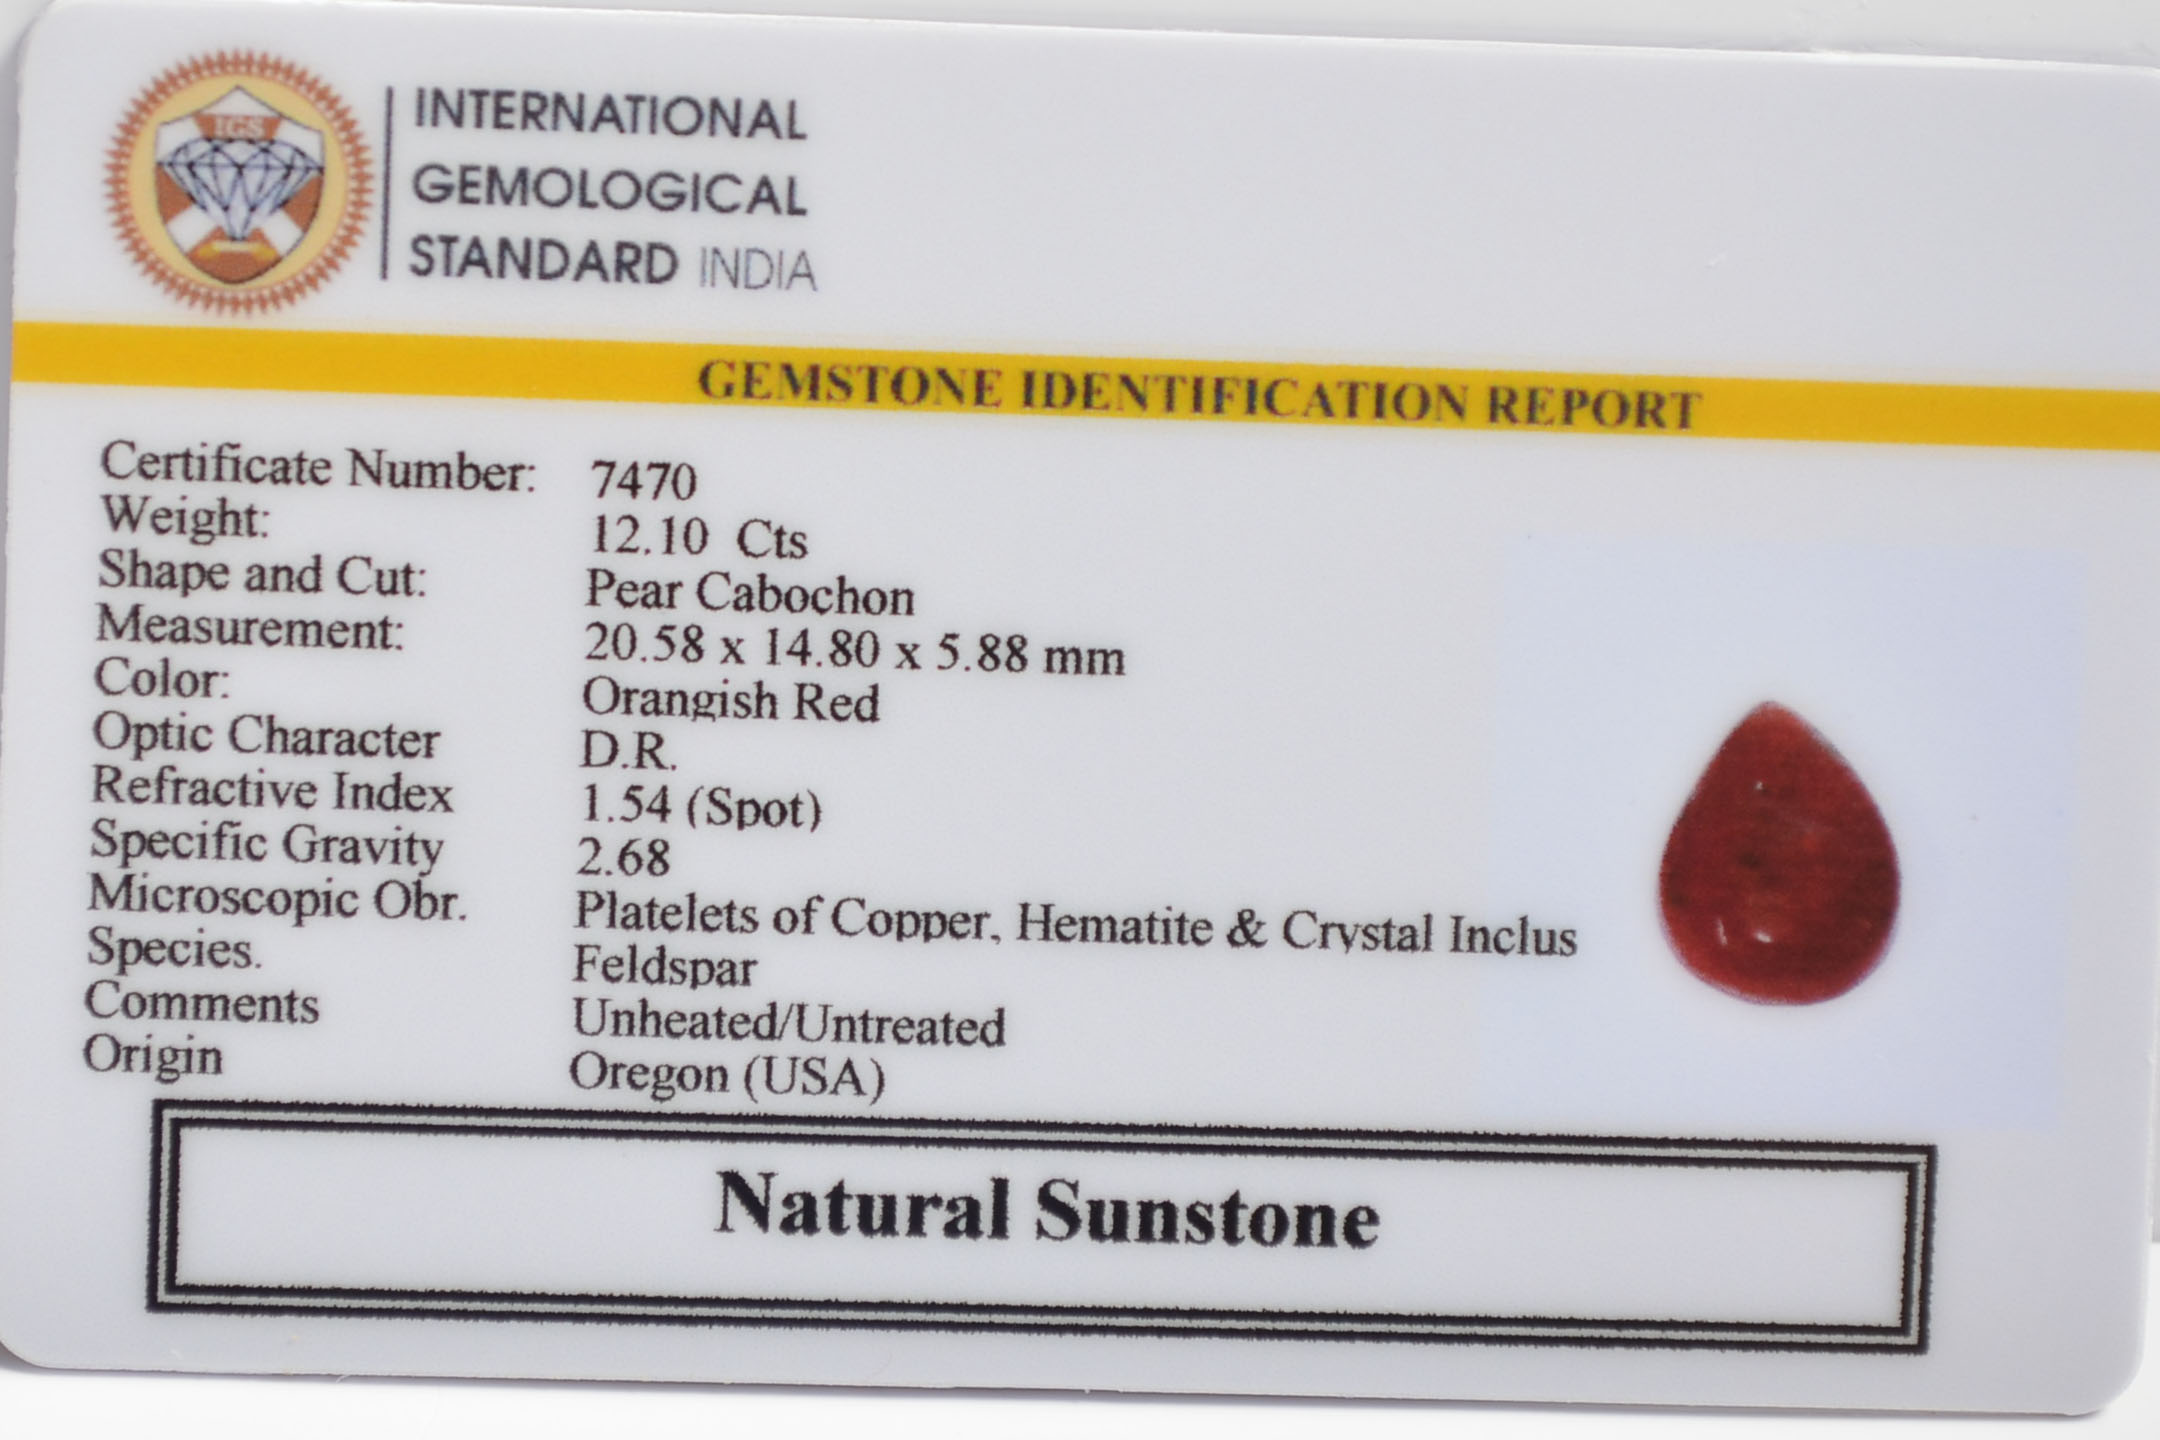 IGS
INTERNATIONAL
GEMOLOGICAL
STANDARD INDIA
GEMSTONE IDENTIFICATION REPORT
Certificate Number: 7470
Weight: 12.10 Cts
Shape and Cut: Pear Cabochon
Measurement: 20.58 x 14.80 x 5.88 mm
Color: Orangish Red
Optic Character D.R.
Refractive Index 1.54 (Spot)
Specific Gravity 2.68
Microscopic Obr. Platelets of Copper, Hematite & Crystal Inclus
Species. Feldspar
Comments Unheated/Untreated
Origin Oregon (USA)
Natural Sunstone